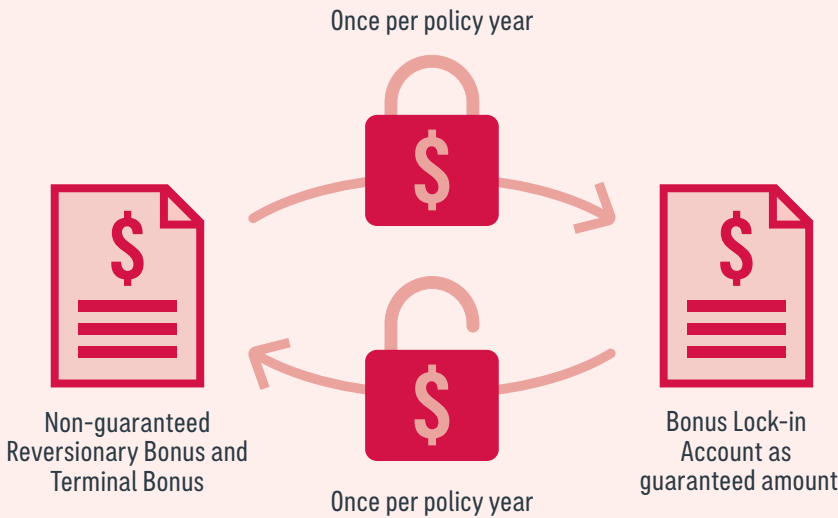 Once per policy year
$
$
$
Non-guaranteed
Reversionary Bonus and
Terminal Bonus
$
Once per policy year
Bonus Lock-in
Account as
guaranteed amount